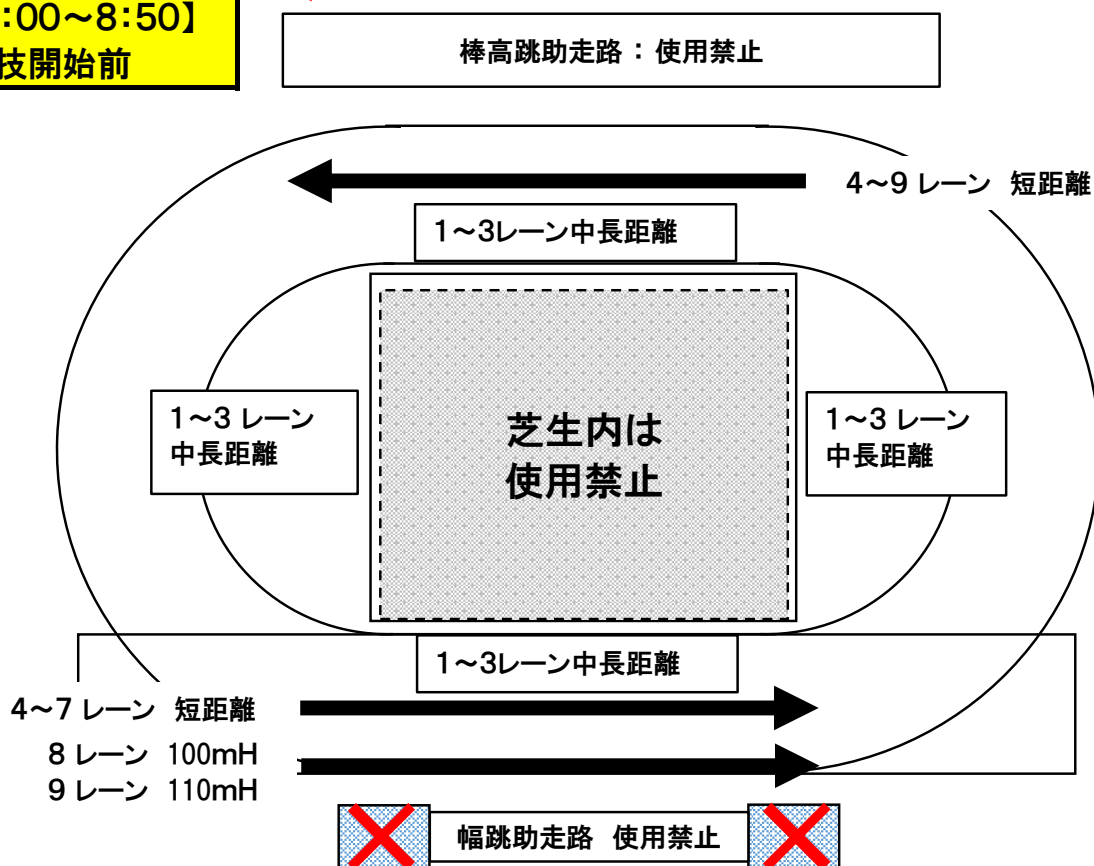 :00～8:50】
技開始前
棒高跳助走路：使用禁止
4～9 レーン 短距離
1～3レーン中長距離
1～3 レーン
中長距離
芝生内は
使用禁止
1～3 レーン
中長距離
1～3レーン中長距離
4～7 レーン 短距離
8 レーン 100mH
9 レーン 110mH
幅跳助走路 使用禁止